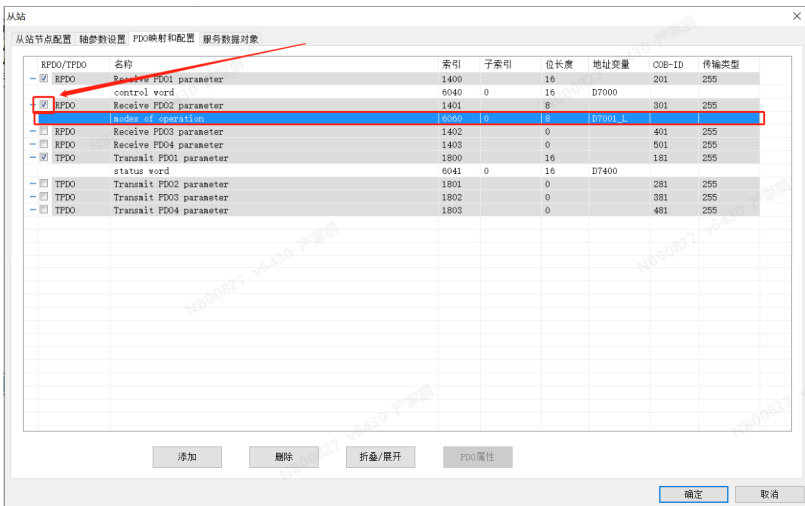 从站
从站节点配置 轴参数设置 PDO映射和配置 服务数据对象
RPDO/TPDO 名称 索引 子索引 位长度 地址变量 COB-ID 传输类型
RPDO Receive PDO1 parameter 1400 16 201 255
control word 6040 0 16 D7000
RPDO Receive PDO2 parameter 1401 8 301 255
modes of operation 6060 0 8 D7001_L
RPDO Receive PDO3 parameter 1402 0 401 255
RPDO Receive PDO4 parameter 1403 0 501 255
TPDO Transmit PDO1 parameter 1800 16 181 255
status word 6041 0 16 D7400
TPDO Transmit PDO2 parameter 1801 0 281 255
TPDO Transmit PDO3 parameter 1802 0 381 255
TPDO Transmit PDO4 parameter 1803 0 481 255
添加 删除 折叠/展开 PDO属性
确定 取消